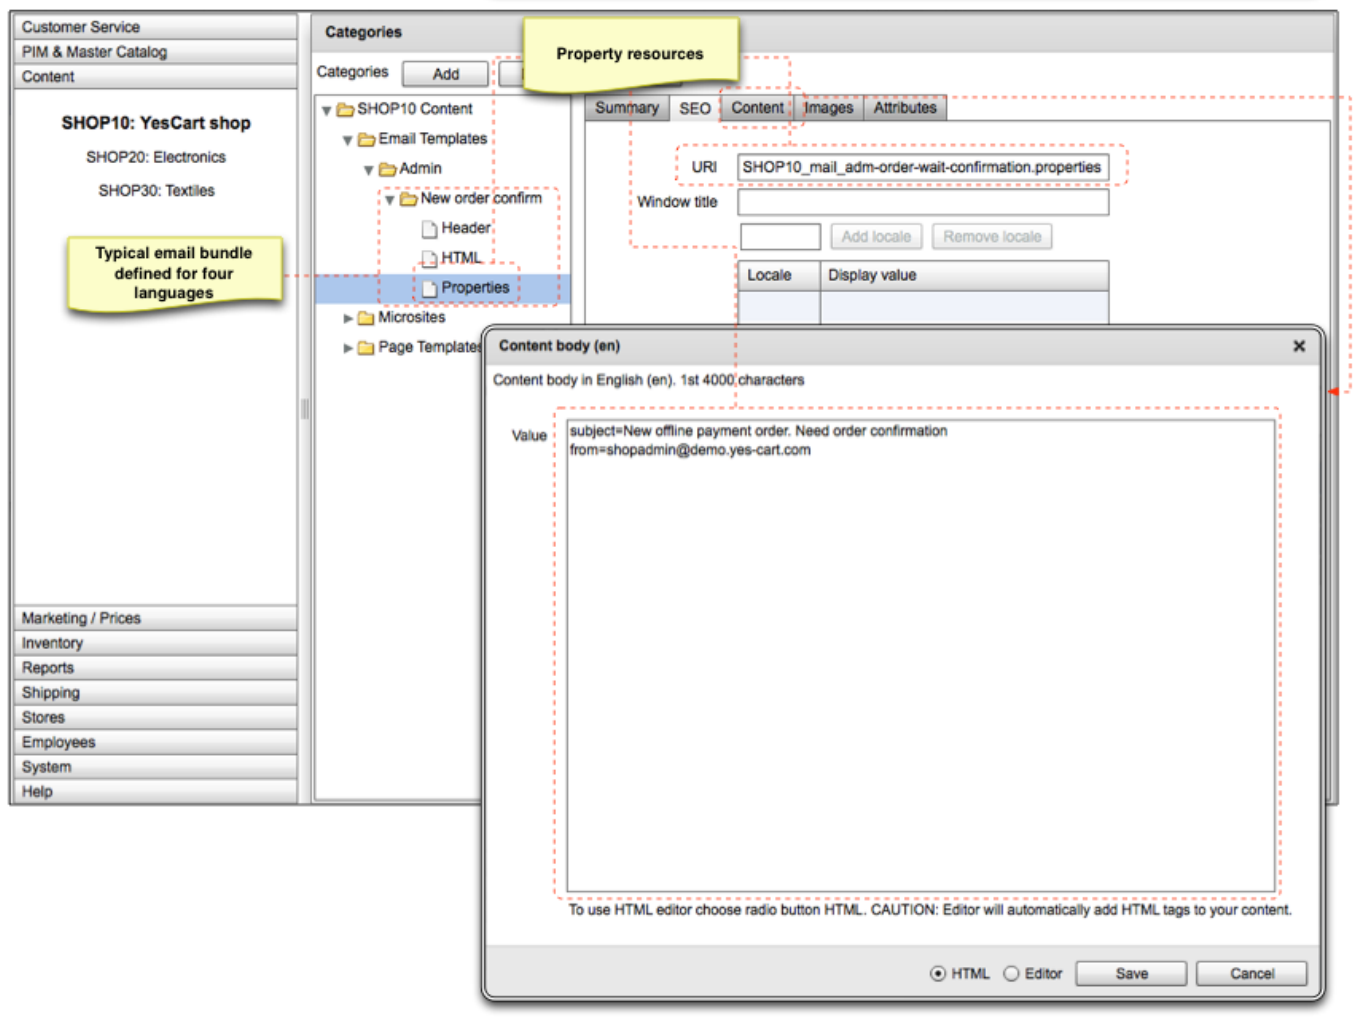 Customer Service
PIM & Master Catalog
Content
SHOP10: YesCart shop
SHOP20: Electronics
SHOP30: Textiles
Typical email bundle
defined for four
languages
Marketing / Prices
Inventory
Reports
Shipping
Stores
Employees
System
Help
Categories
Property resources
Categories
Add
SHOP10 Content
Email Templates
Admin
New order confirm
Header
HTML
Properties
Microsites
Page Templates
Summary
SEO
Content
Images
Attributes
URI
SHOP10_mail_adm-order-wait-confirmation.properties
Window title
Add locale
Remove locale
Locale
Display value
Content body (en)
Content body in English (en). 1st 4000 characters
Value
subject=New offline payment order. Need order confirmation
from=shopadmin@demo.yes-cart.com
To use HTML editor choose radio button HTML. CAUTION: Editor will automatically add HTML tags to your content.
HTML
Editor
Save
Cancel